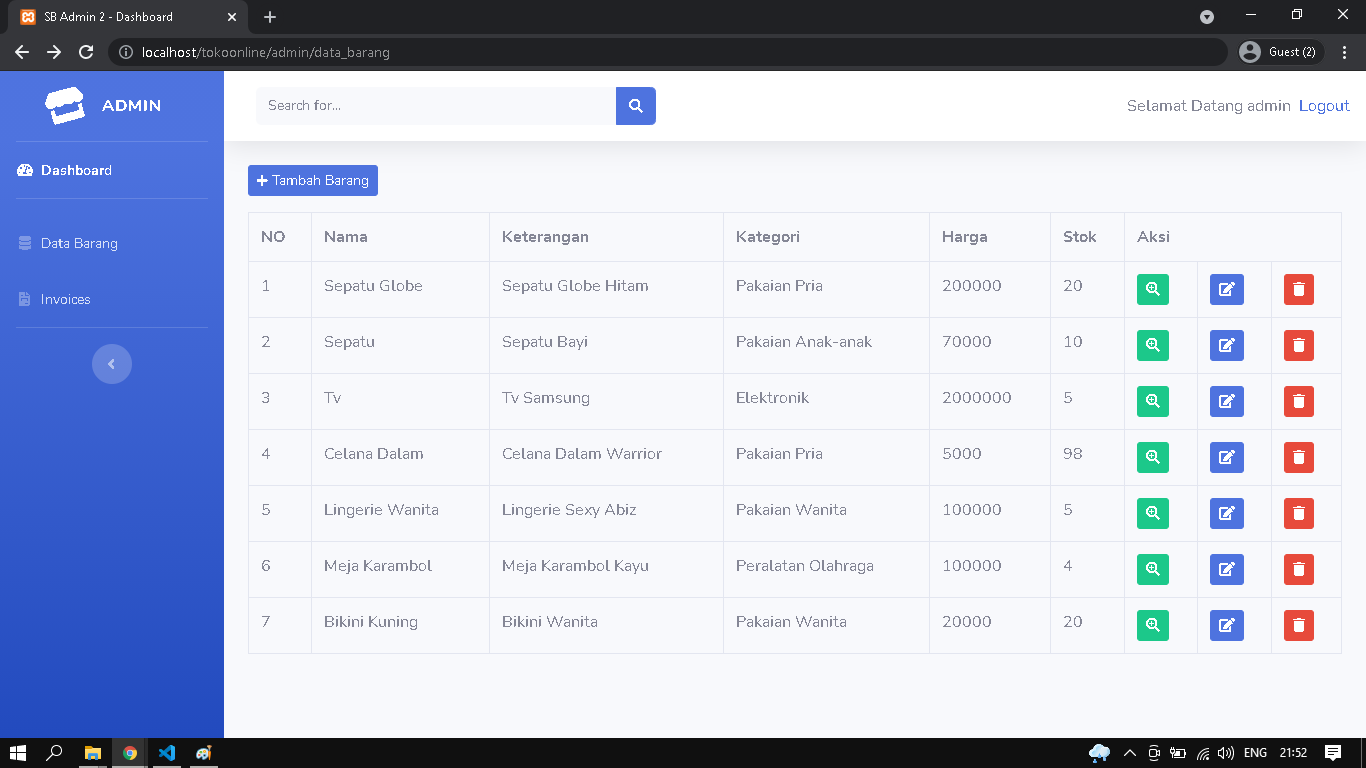 SB Admin 2 - Dashboard
localhost/tokoonline/admin/data_barang
Guest (2)
ADMIN
Search for...
Selamat Datang admin Logout
Dashboard
Data Barang
Invoices
Tambah Barang
NO Nama Keterangan Kategori Harga Stok Aksi
1 Sepatu Globe Sepatu Globe Hitam Pakaian Pria 200000 20
2 Sepatu Sepatu Bayi Pakaian Anak-anak 70000 10
3 Tv Tv Samsung Elektronik 2000000 5
4 Celana Dalam Celana Dalam Warrior Pakaian Pria 5000 98
5 Lingerie Wanita Lingerie Sexy Abiz Pakaian Wanita 100000 5
6 Meja Karambol Meja Karambol Kayu Peralatan Olahraga 100000 4
7 Bikini Kuning Bikini Wanita Pakaian Wanita 20000 20
ENG 21:52